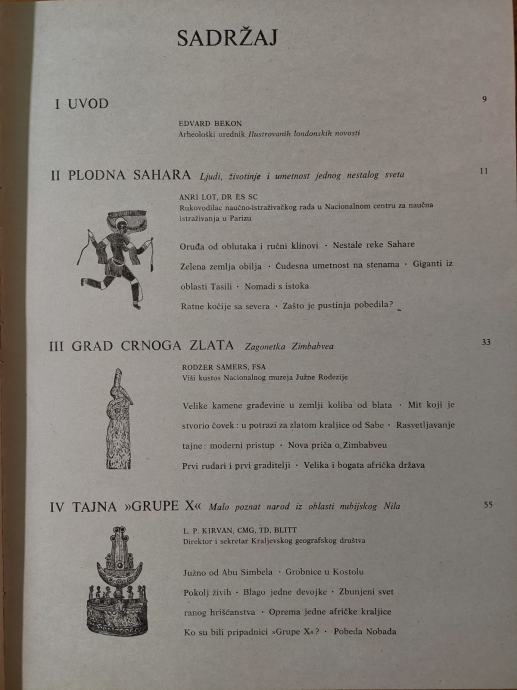 SADRŽAJ
I UVOD 9
EDVARD BEKON
Arheološki urednik Ilustrovanih londonskih novosti
II PLODNA SAHARA Ljudi, životinje i umetnost jednog nestalog sveta 11
ANRI LOT, DR ES SC
Rukovodilac naučno-istraživačkog rada u Nacionalnom centru za naučna
istraživanja u Parizu
Oruđa od oblutaka i ručni klinovi · Nestale reke Sahare
Zelena zemlja obilja · Čudesna umetnost na stenama · Giganti iz
oblasti Tasili · Nomadi s istoka
Ratne kočije sa severa · Zašto je pustinja pobedila?
III GRAD CRNOGA ZLATA Zagonetka Zimbabvea 33
RODŽER SAMERS, FSA
Viši kustos Nacionalnog muzeja Južne Rodezije
Velike kamene građevine u zemlji koliba od blata · Mit koji je
stvorio čovek: u potrazi za zlatom kraljice od Sabe · Rasvetljavanje
tajne: moderni pristup · Nova priča o Zimbabveu
Prvi rudari i prvi graditelji · Velika i bogata afrička država
IV TAJNA »GRUPE X« Malo poznat narod iz oblasti nubijskog Nila 55
L. P. KIRVAN, CMG, TD, BLITT
Direktor i sekretar Kraljevskog geografskog društva
Južno od Abu Simbela · Grobnice u Kostolu
Pokolj živih · Blago jedne devojke · Zbunjeni svet
ranog hrišćanstva · Oprema jedne afričke kraljice
Ko su bili pripadnici »Grupe X«? · Pobeda Nobada